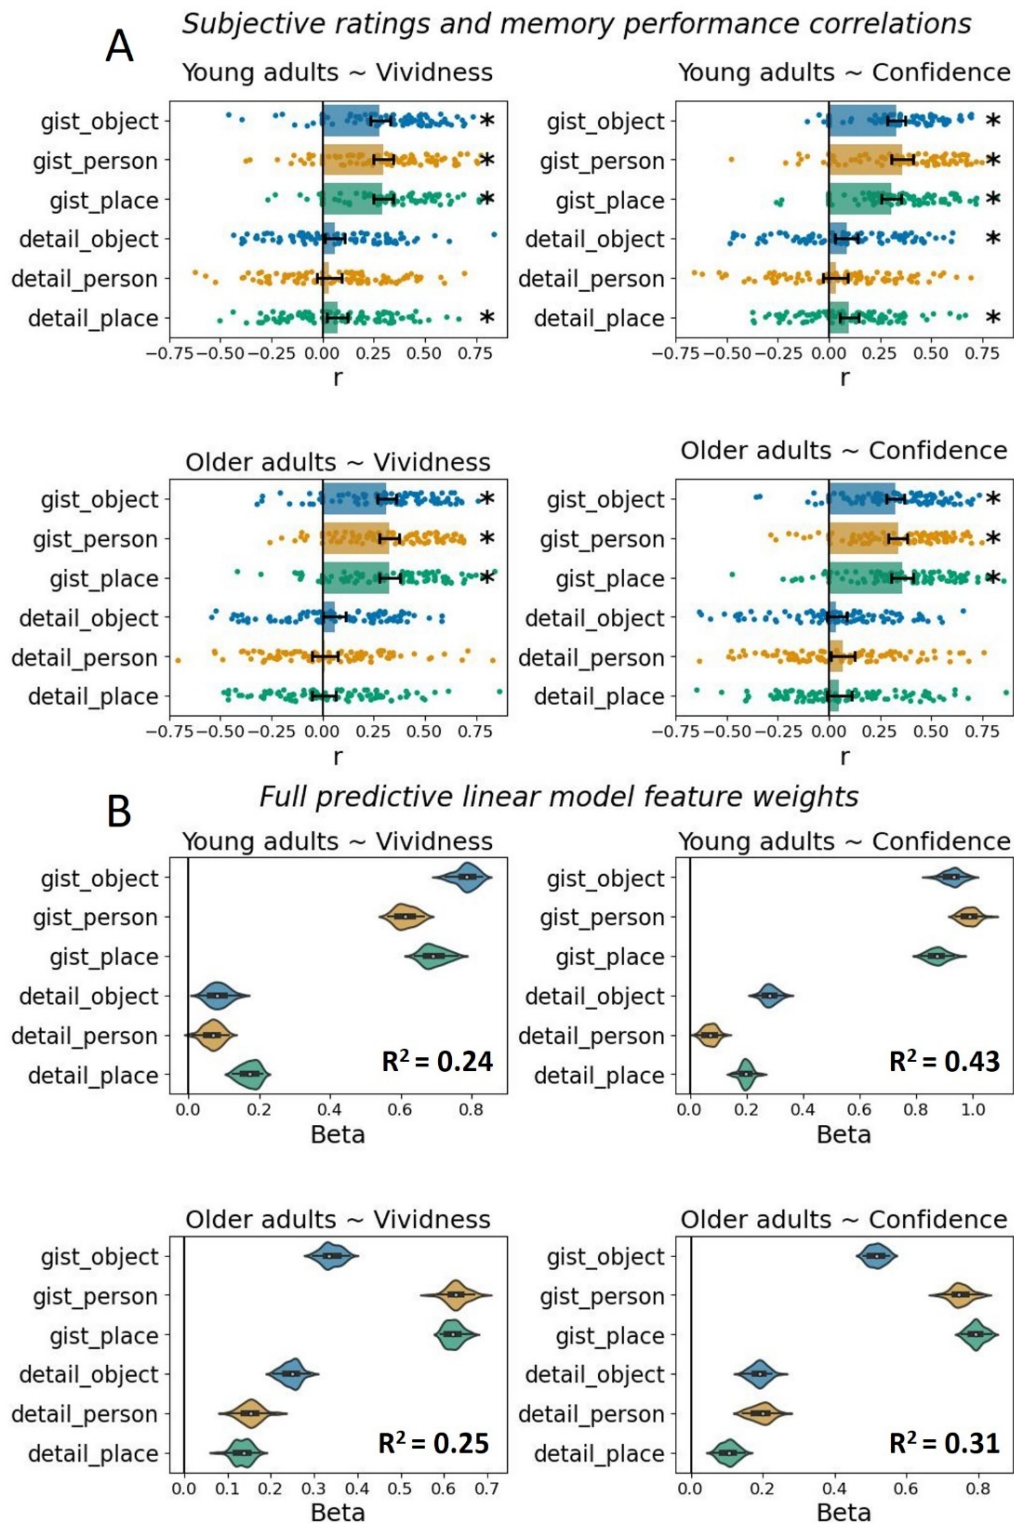 A
Subjective ratings and memory performance correlations
Young adults ~ Vividness
gist_object
*
gist_person
*
gist_place
*
detail_object
detail_person
detail_place
*
−0.75 −0.50 −0.25 0.00 0.25 0.50 0.75
r
Young adults ~ Confidence
gist_object
*
gist_person
*
gist_place
*
detail_object
*
detail_person
detail_place
*
−0.75 −0.50 −0.25 0.00 0.25 0.50 0.75
r
Older adults ~ Vividness
gist_object
*
gist_person
*
gist_place
*
detail_object
detail_person
detail_place
−0.75 −0.50 −0.25 0.00 0.25 0.50 0.75
r
Older adults ~ Confidence
gist_object
*
gist_person
*
gist_place
*
detail_object
detail_person
detail_place
−0.75 −0.50 −0.25 0.00 0.25 0.50 0.75
r
B
Full predictive linear model feature weights
Young adults ~ Vividness
gist_object
gist_person
gist_place
detail_object
detail_person
detail_place
R² = 0.24
0.0 0.2 0.4 0.6 0.8
Beta
Young adults ~ Confidence
gist_object
gist_person
gist_place
detail_object
detail_person
detail_place
R² = 0.43
0.0 0.2 0.4 0.6 0.8 1.0
Beta
Older adults ~ Vividness
gist_object
gist_person
gist_place
detail_object
detail_person
detail_place
R² = 0.25
0.0 0.1 0.2 0.3 0.4 0.5 0.6 0.7
Beta
Older adults ~ Confidence
gist_object
gist_person
gist_place
detail_object
detail_person
detail_place
R² = 0.31
0.0 0.2 0.4 0.6 0.8
Beta